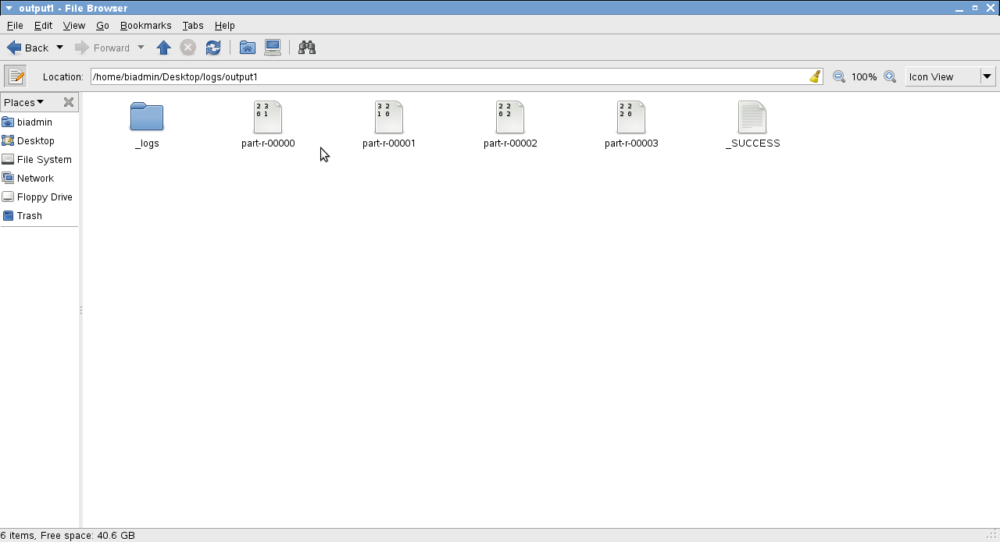 output1 - File Browser
File Edit View Go Bookmarks Tabs Help
Back Forward
Location: /home/biadmin/Desktop/logs/output1 100% Icon View
Places
biadmin
Desktop
File System
Network
Floppy Drive
Trash
2 3
0 1
3 2
1 0
2 2
0 2
2 2
2 0
_logs part-r-00000 part-r-00001 part-r-00002 part-r-00003 _SUCCESS
6 items, Free space: 40.6 GB